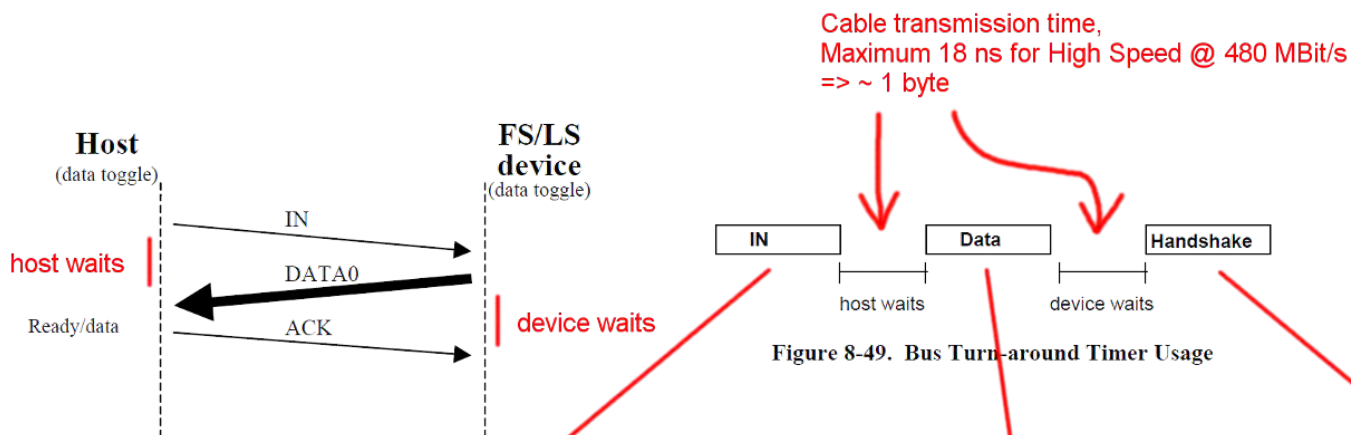 Cable transmission time,
Maximum 18 ns for High Speed @ 480 MBit/s
=> ~ 1 byte
Host
(data toggle)
FS/LS
device
(data toggle)
IN
host waits
DATA0
Ready/data
ACK
device waits
IN
Data
Handshake
host waits
device waits
Figure 8-49. Bus Turn-around Timer Usage